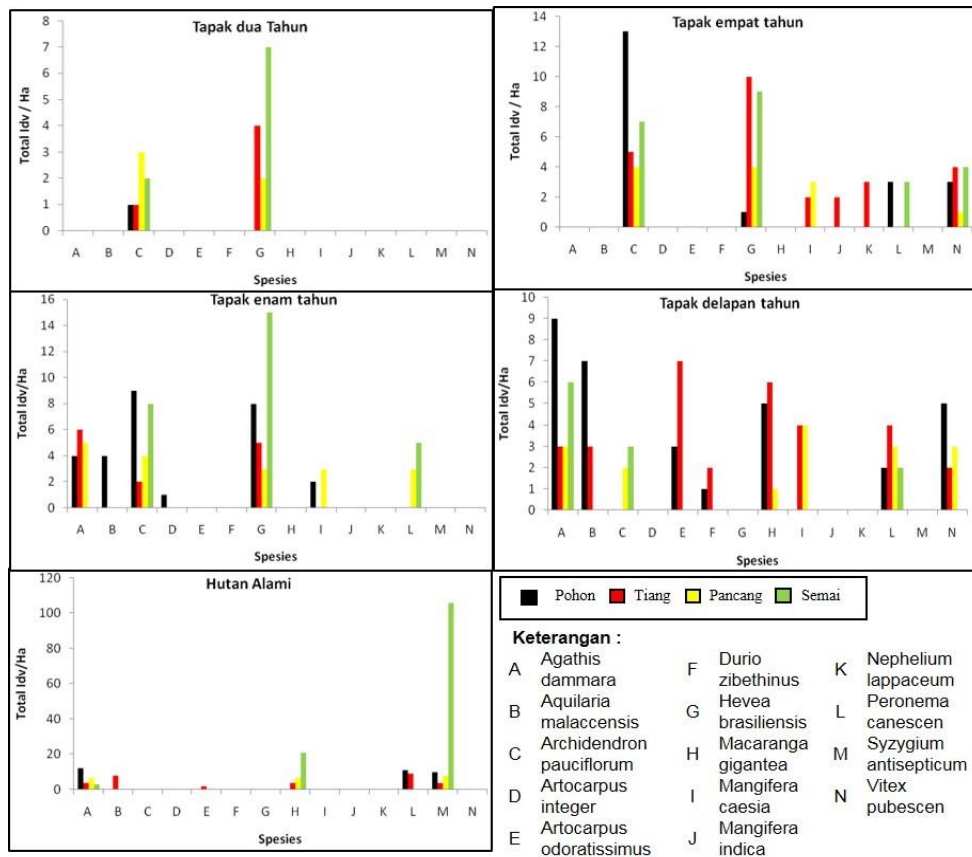 Tapak dua Tahun
Total Idv / Ha
8
7
6
5
4
3
2
1
0
A B C D E F G H I J K L M N
Spesies
Tapak empat tahun
Total Idv / Ha
14
12
10
8
6
4
2
0
A B C D E F G H I J K L M N
Spesies
Tapak enam tahun
Total Idv/Ha
16
14
12
10
8
6
4
2
0
A B C D E F G H I J K L M N
Spesies
Tapak delapan tahun
Total Idv/Ha
10
9
8
7
6
5
4
3
2
1
0
A B C D E F G H I J K L M N
Spesies
Hutan Alami
Total Idv/Ha
120
100
80
60
40
20
0
A B C D E F G H I J K L M N
Spesies
Pohon Tiang Pancang Semai
Keterangan :
A Agathis
dammara
B Aquilaria
malaccensis
C Archidendron
pauciflorum
D Artocarpus
integer
E Artocarpus
odoratissimus
F Durio
zibethinus
G Hevea
brasiliensis
H Macaranga
gigantea
I Mangifera
caesia
J Mangifera
indica
K Nephelium
lappaceum
L Peronema
canescen
M Syzygium
antisepticum
N Vitex
pubescen